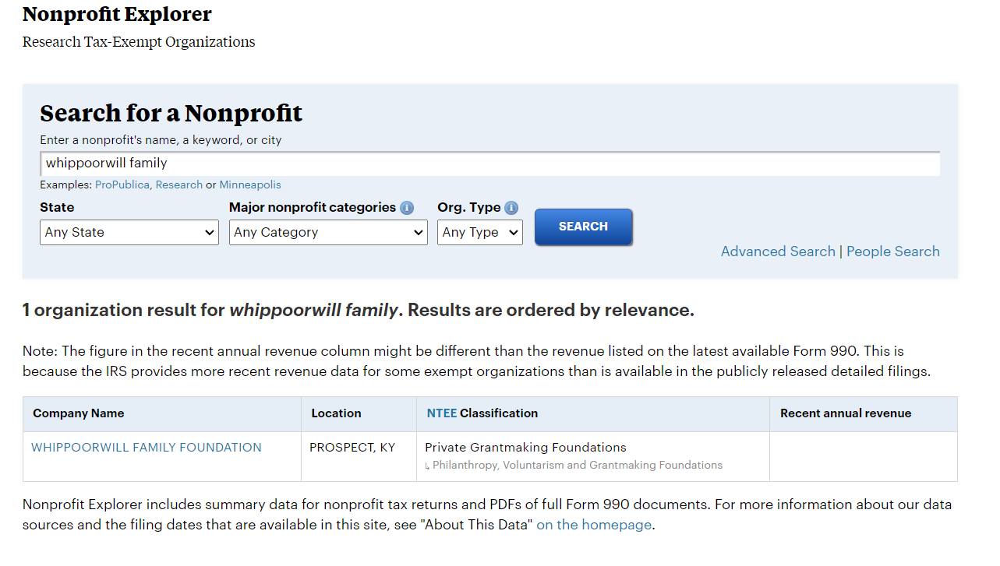 Nonprofit Explorer
Research Tax-Exempt Organizations
Search for a Nonprofit
Enter a nonprofit's name, a keyword, or city
whippoorwill family
Examples: ProPublica, Research or Minneapolis
State
Any State
Major nonprofit categories
Any Category
Org. Type
Any Type
SEARCH
Advanced Search | People Search
1 organization result for whippoorwill family. Results are ordered by relevance.
Note: The figure in the recent annual revenue column might be different than the revenue listed on the latest available Form 990. This is
because the IRS provides more recent revenue data for some exempt organizations than is available in the publicly released detailed filings.
Company Name Location NTEE Classification Recent annual revenue
WHIPPOORWILL FAMILY FOUNDATION PROSPECT, KY Private Grantmaking Foundations
↳ Philanthropy, Voluntarism and Grantmaking Foundations
Nonprofit Explorer includes summary data for nonprofit tax returns and PDFs of full Form 990 documents. For more information about our data
sources and the filing dates that are available in this site, see "About This Data" on the homepage.